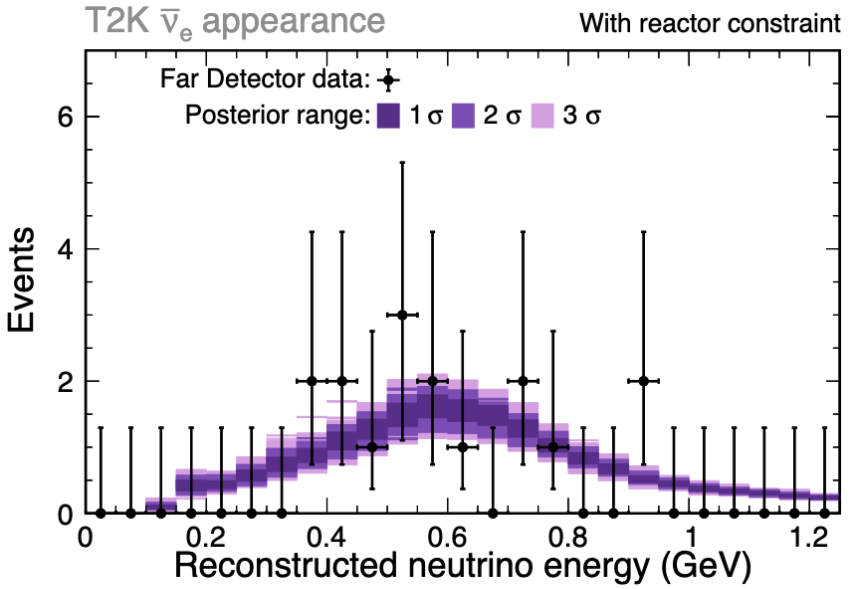 T2K ν̅ₑ appearance
With reactor constraint
Far Detector data:
Posterior range: 1 σ 2 σ 3 σ
Events
6
4
2
0
0 0.2 0.4 0.6 0.8 1 1.2
Reconstructed neutrino energy (GeV)